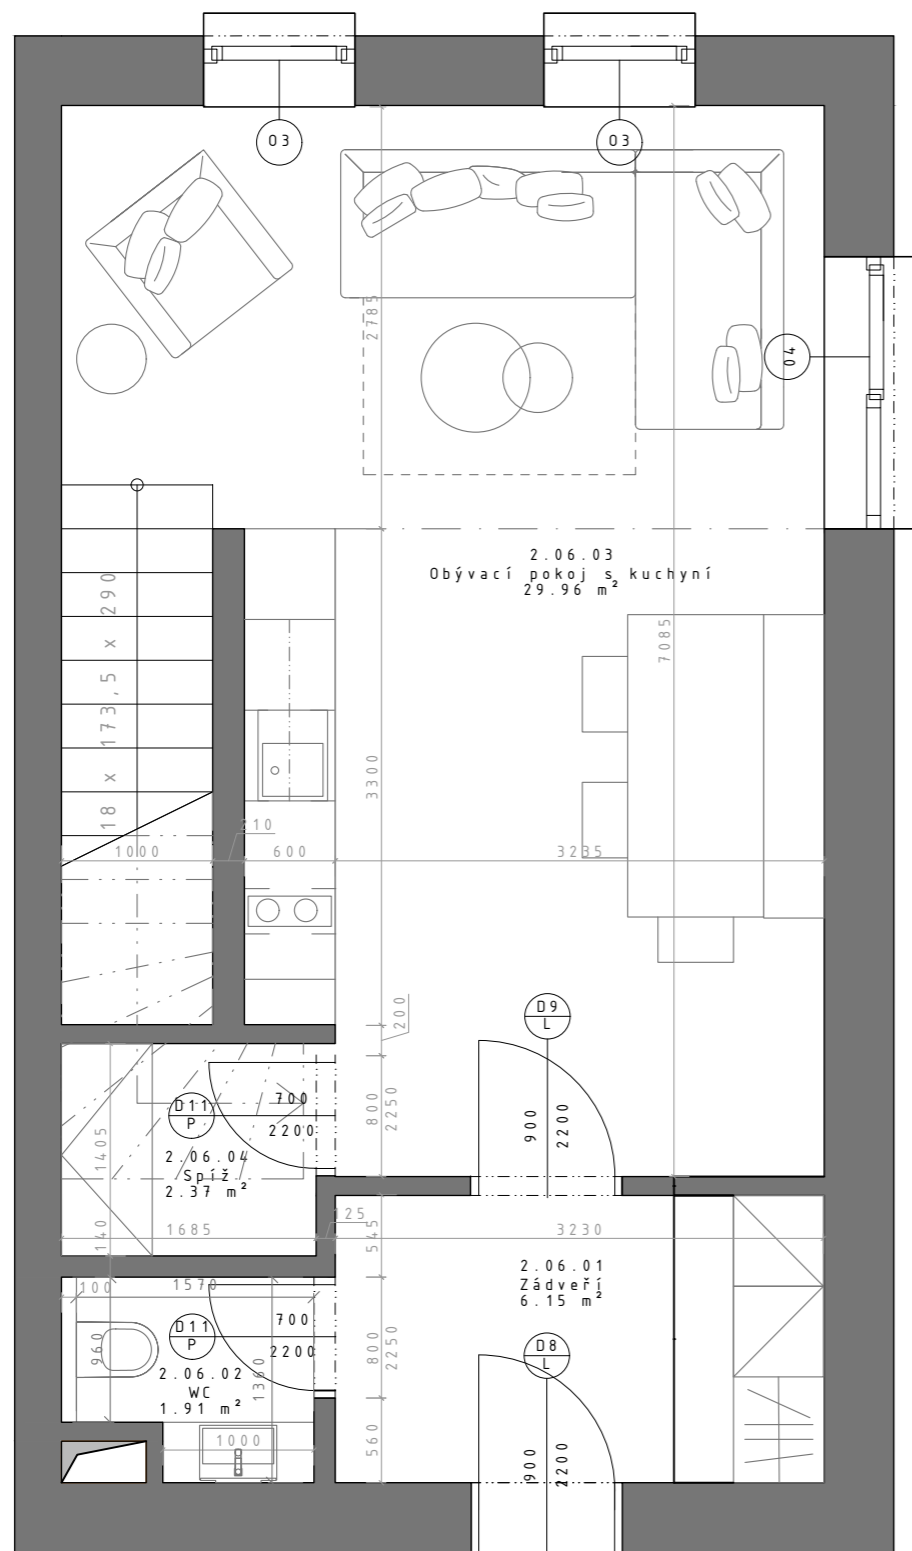 03
03
2785
04
2.06.03
Obývací pokoj s kuchyní
29.96 m²
18 x 173,5 x 290
7085
3300
210
1000
600
3235
200
D9
L
900
2200
D11
P
700
2200
800
2250
1405
2.06.04
Spíž
2.37 m²
140
1685
125
545
3230
2.06.01
Zádveří
6.15 m²
100
1570
D11
P
700
2200
800
2250
D8
L
960
1360
2.06.02
WC
1.91 m²
1000
560
900
2200